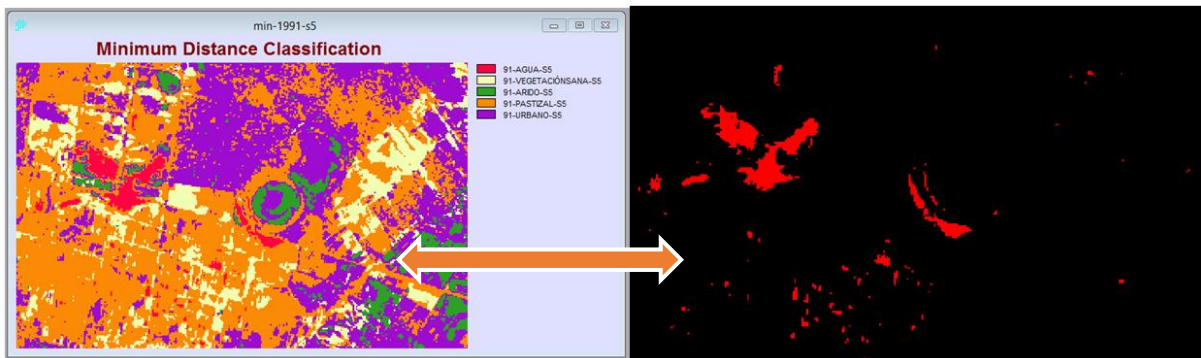 min-1991-s5
Minimum Distance Classification
91-AGUA-S5
91-VEGETACIÓNSANA-S5
91-ARIDO-S5
91-PASTIZAL-S5
91-URBANO-S5